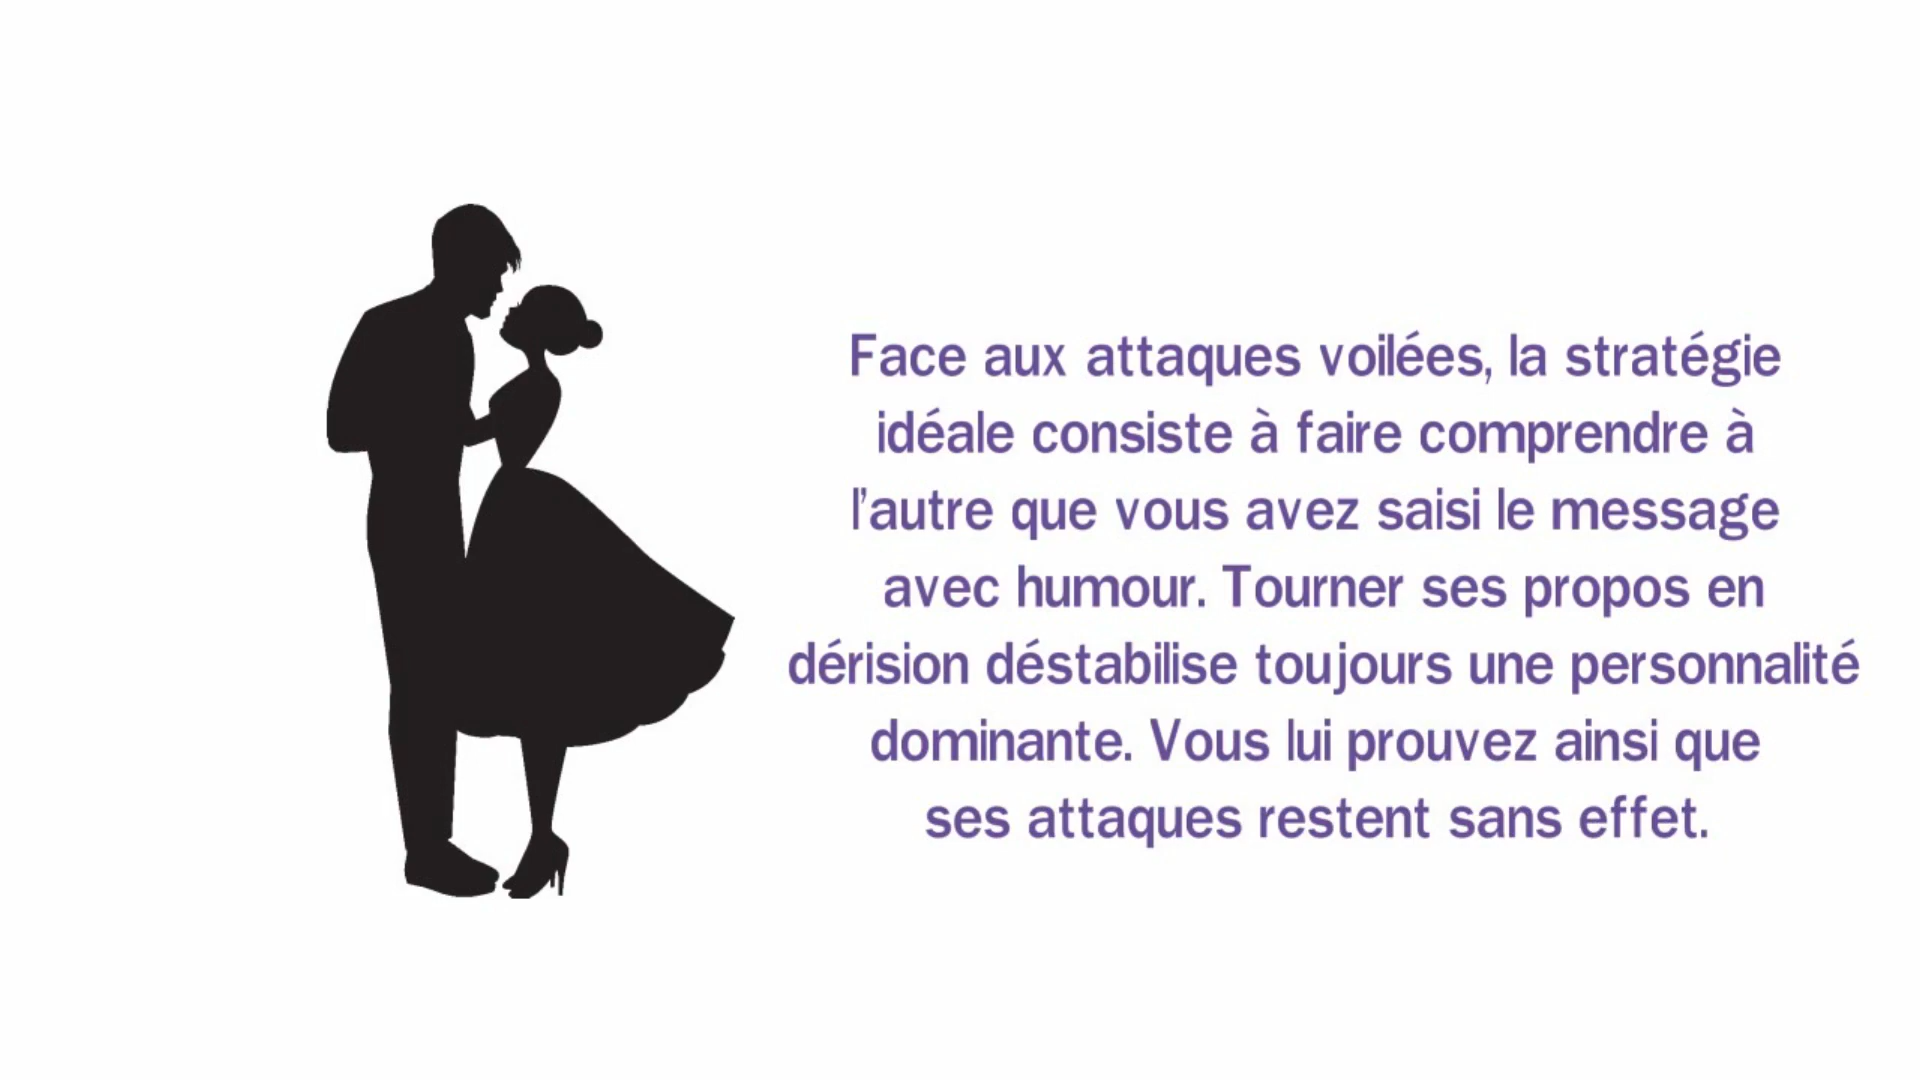 Face aux attaques voilées, la stratégie
idéale consiste à faire comprendre à
l'autre que vous avez saisi le message
avec humour. Tourner ses propos en
dérision déstabilise toujours une personnalité
dominante. Vous lui prouvez ainsi que
ses attaques restent sans effet.